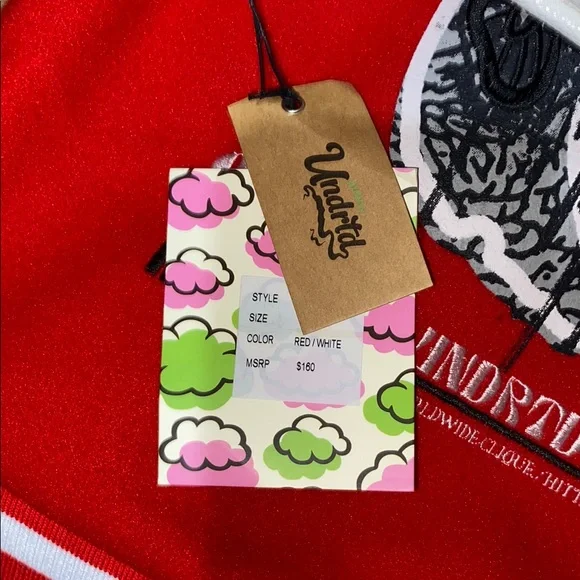 Undrtd
STYLE
SIZE
COLOR RED / WHITE
MSRP $160
UNDRTD
WORLDWIDE CLIQUE